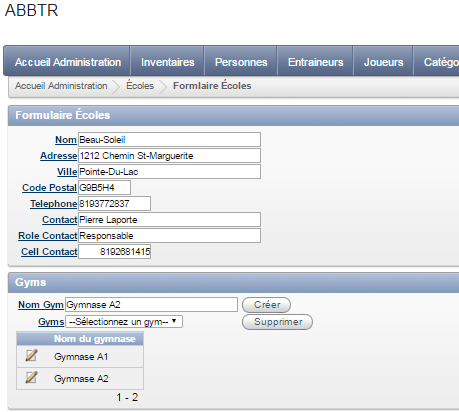 ABBTR
Accueil Administration Inventaires Personnes Entraineurs Joueurs Catégo
Accueil Administration Écoles Formlaire Écoles
Formulaire Écoles
Nom Beau-Soleil
Adresse 1212 Chemin St-Marguerite
Ville Pointe-Du-Lac
Code Postal G9B5H4
Telephone 8193772837
Contact Pierre Laporte
Role Contact Responsable
Cell Contact 8192681415
Gyms
Nom Gym Gymnase A2 Créer
Gyms --Sélectionnez un gym-- Supprimer
Nom du gymnase
Gymnase A1
Gymnase A2
1 - 2